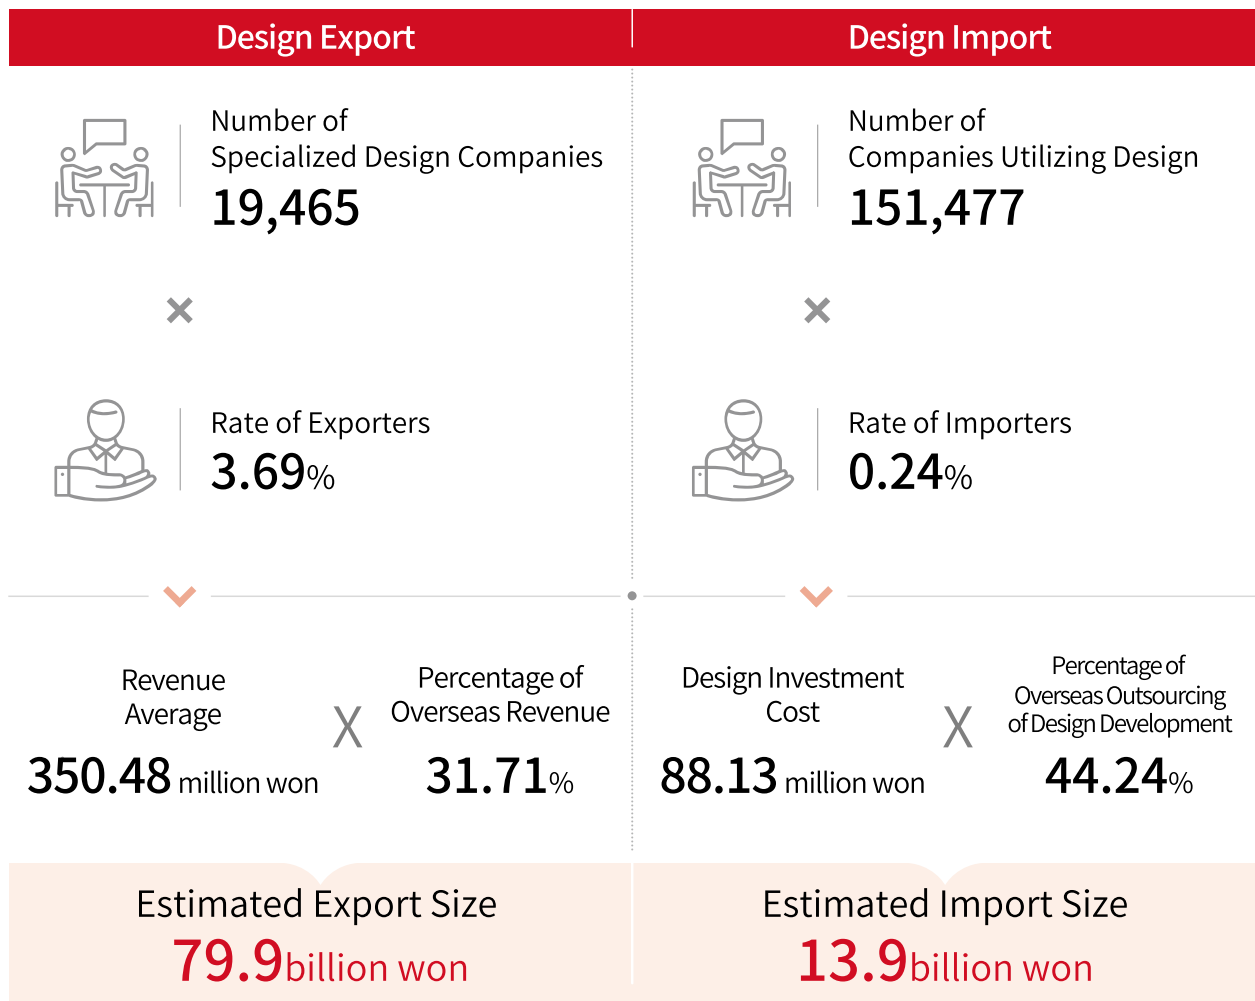 Design Export
Design Import
Number of
Specialized Design Companies
19,465
×
Rate of Exporters
3.69%
Number of
Companies Utilizing Design
151,477
×
Rate of Importers
0.24%
Revenue
Average
350.48 million won
X
Percentage of
Overseas Revenue
31.71%
Design Investment
Cost
88.13 million won
X
Percentage of
Overseas Outsourcing
of Design Development
44.24%
Estimated Export Size
79.9billion won
Estimated Import Size
13.9billion won